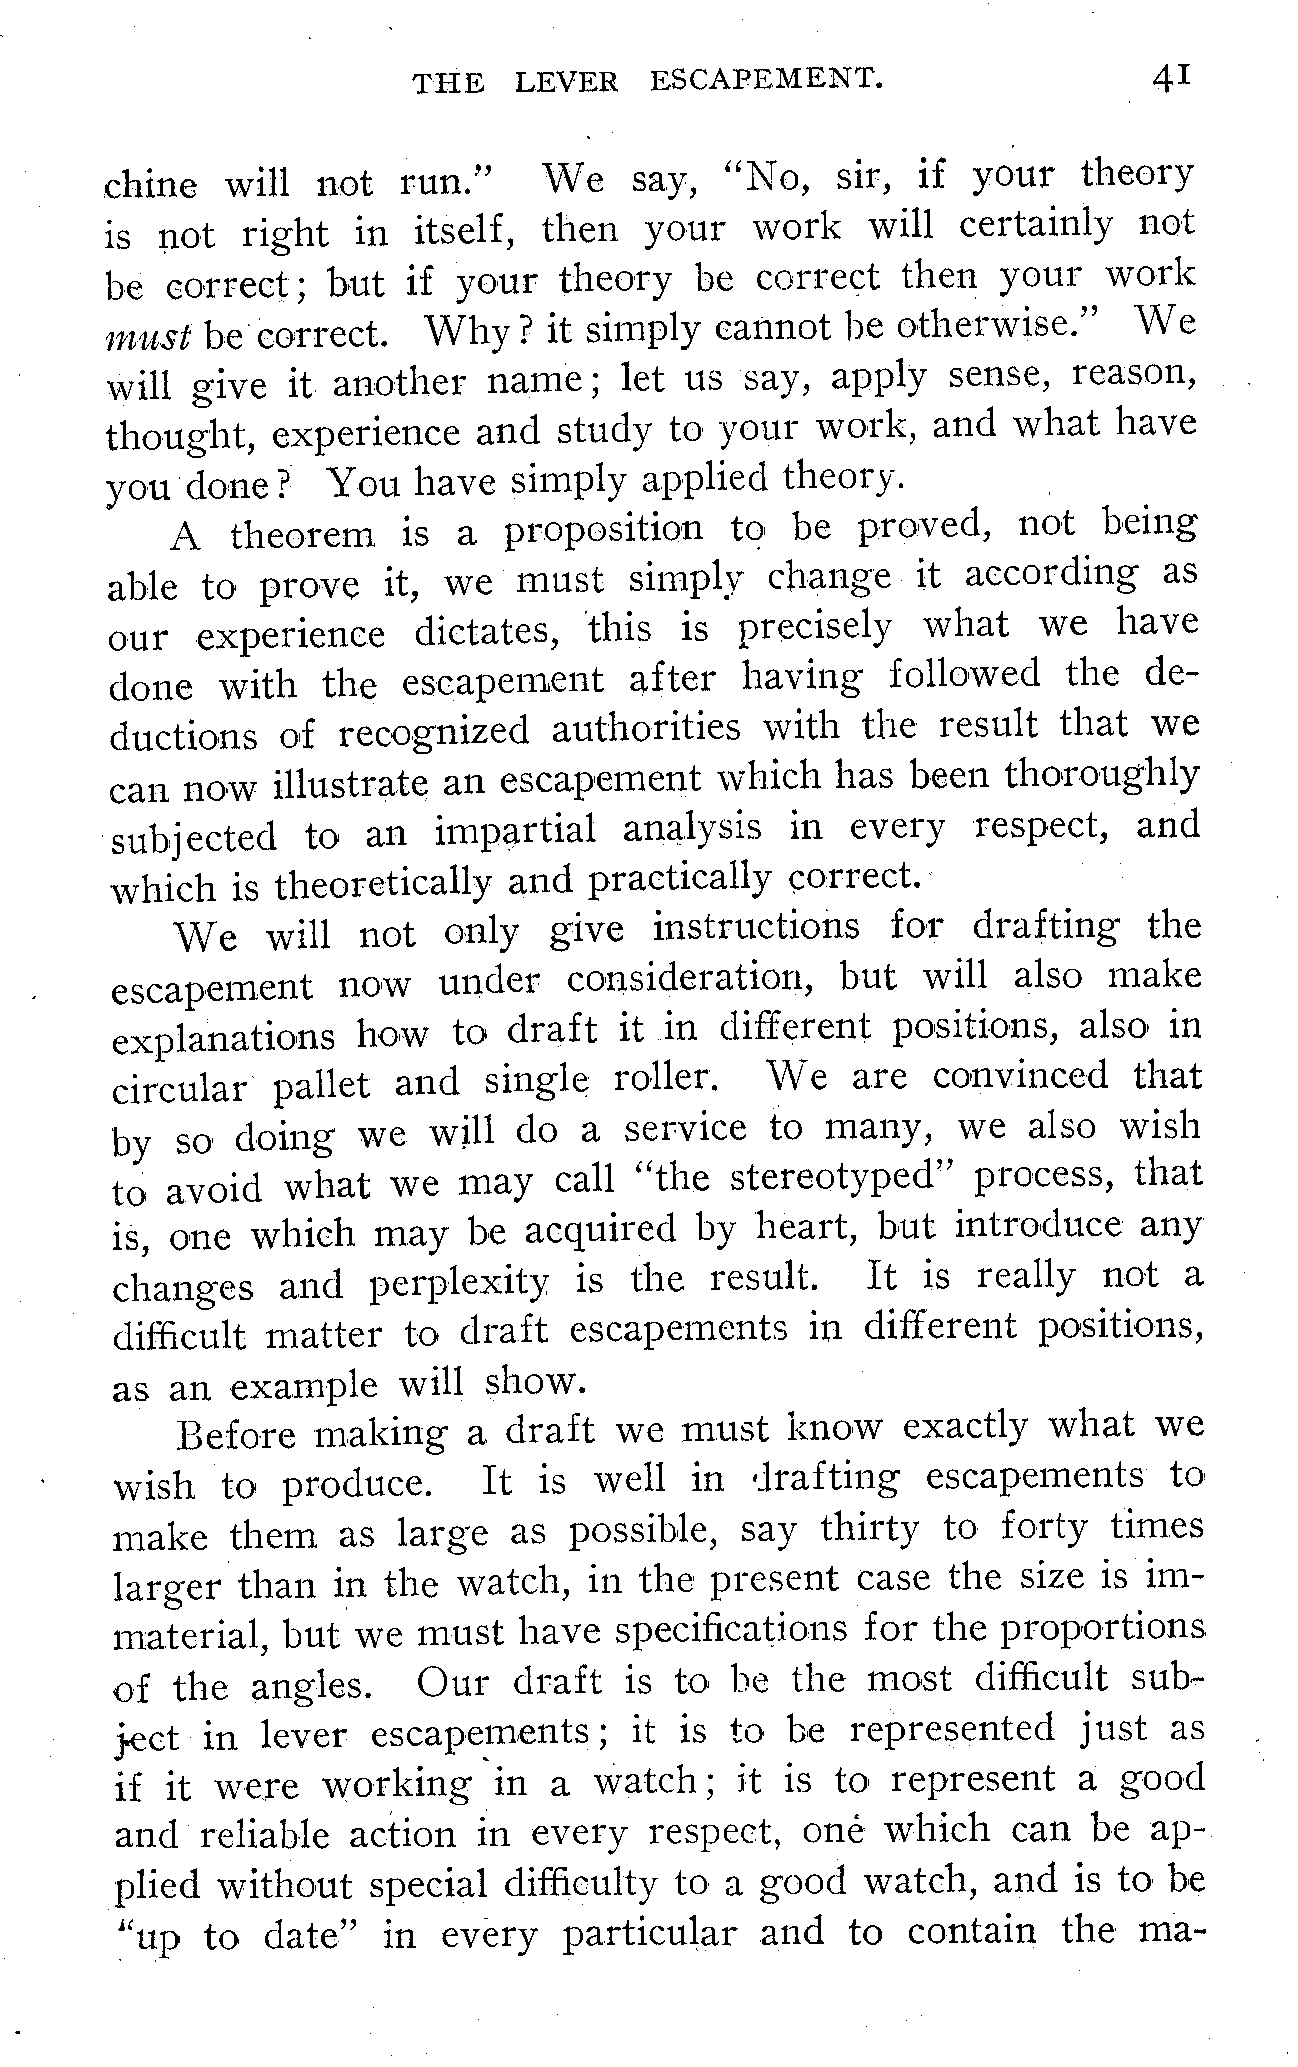 THE LEVER ESCAPEMENT. 41
chine will not run." We say, "No, sir, if your theory
is not right in itself, then your work will certainly not
be correct; but if your theory be correct then your work
must be correct. Why? it simply cannot be otherwise." We
will give it another name; let us say, apply sense, reason,
thought, experience and study to your work, and what have
you done? You have simply applied theory.
A theorem is a proposition to be proved, not being
able to prove it, we must simply change it according as
our experience dictates, this is precisely what we have
done with the escapement after having followed the de-
ductions of recognized authorities with the result that we
can now illustrate an escapement which has been thoroughly
subjected to an impartial analysis in every respect, and
which is theoretically and practically correct.
We will not only give instructions for drafting the
escapement now under consideration, but will also make
explanations how to draft it in different positions, also in
circular pallet and single roller. We are convinced that
by so doing we will do a service to many, we also wish
to avoid what we may call "the stereotyped" process, that
is, one which may be acquired by heart, but introduce any
changes and perplexity is the result. It is really not a
difficult matter to draft escapements in different positions,
as an example will show.
Before making a draft we must know exactly what we
wish to produce. It is well in drafting escapements to
make them as large as possible, say thirty to forty times
larger than in the watch, in the present case the size is im-
material, but we must have specifications for the proportions
of the angles. Our draft is to be the most difficult sub-
ject in lever escapements; it is to be represented just as
if it were working in a watch; it is to represent a good
and reliable action in every respect, one which can be ap-
plied without special difficulty to a good watch, and is to be
"up to date" in every particular and to contain the ma-